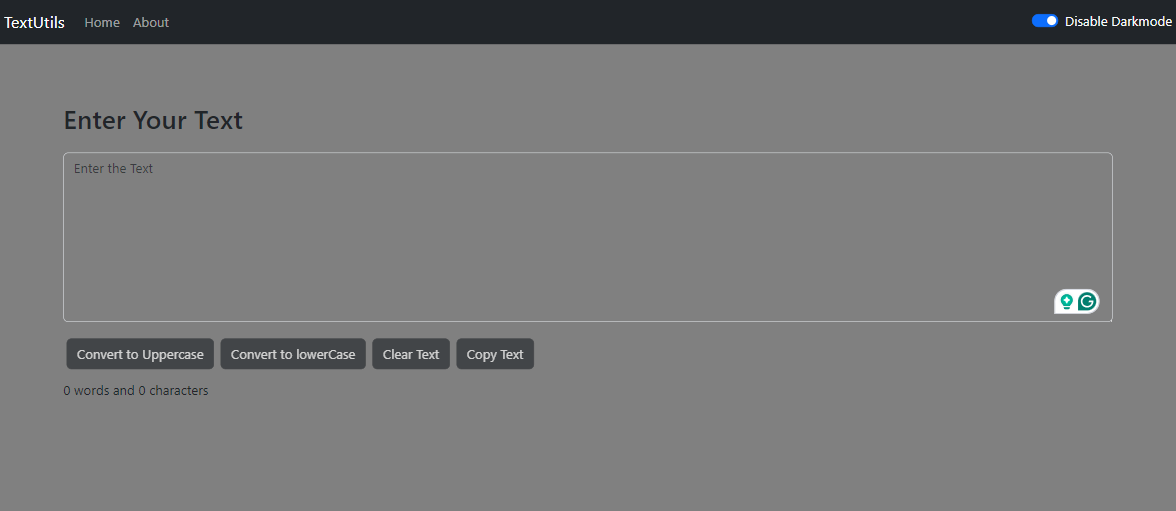 TextUtils Home About Disable Darkmode
Enter Your Text
Enter the Text
Convert to Uppercase Convert to lowerCase Clear Text Copy Text
0 words and 0 characters